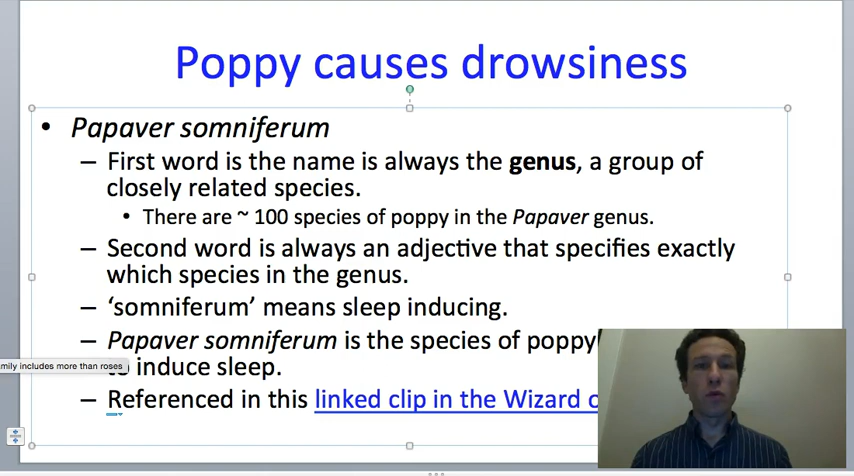 Poppy causes drowsiness
• Papaver somniferum
– First word is the name is always the genus, a group of
closely related species.
• There are ~ 100 species of poppy in the Papaver genus.
– Second word is always an adjective that specifies exactly
which species in the genus.
– ‘somniferum’ means sleep inducing.
– Papaver somniferum is the species of poppy
amily includes more than roses
to induce sleep.
– Referenced in this linked clip in the Wizard o